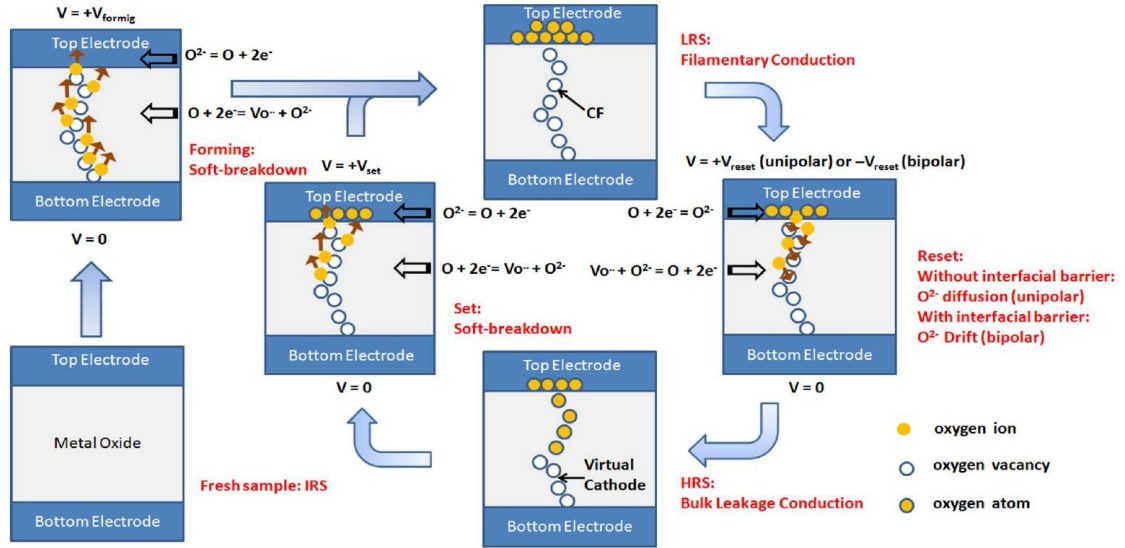 V = +Vformig
Top Electrode
O²⁻ = O + 2e⁻
O + 2e⁻= Vo¨ + O²⁻
Forming:
Soft-breakdown
Bottom Electrode
V = 0
Top Electrode
Metal Oxide
Bottom Electrode
Fresh sample: IRS
V = +Vset
Top Electrode
O²⁻ = O + 2e⁻
O + 2e⁻= Vo¨ + O²⁻
Set:
Soft-breakdown
Bottom Electrode
V = 0
Top Electrode
CF
Bottom Electrode
LRS:
Filamentary Conduction
V = +Vreset (unipolar) or –Vreset (bipolar)
Top Electrode
O + 2e⁻ = O²⁻
Vo¨ + O²⁻ = O + 2e⁻
Bottom Electrode
V = 0
Reset:
Without interfacial barrier:
O²⁻ diffusion (unipolar)
With interfacial barrier:
O²⁻ Drift (bipolar)
Top Electrode
Virtual
Cathode
Bottom Electrode
HRS:
Bulk Leakage Conduction
oxygen ion
oxygen vacancy
oxygen atom